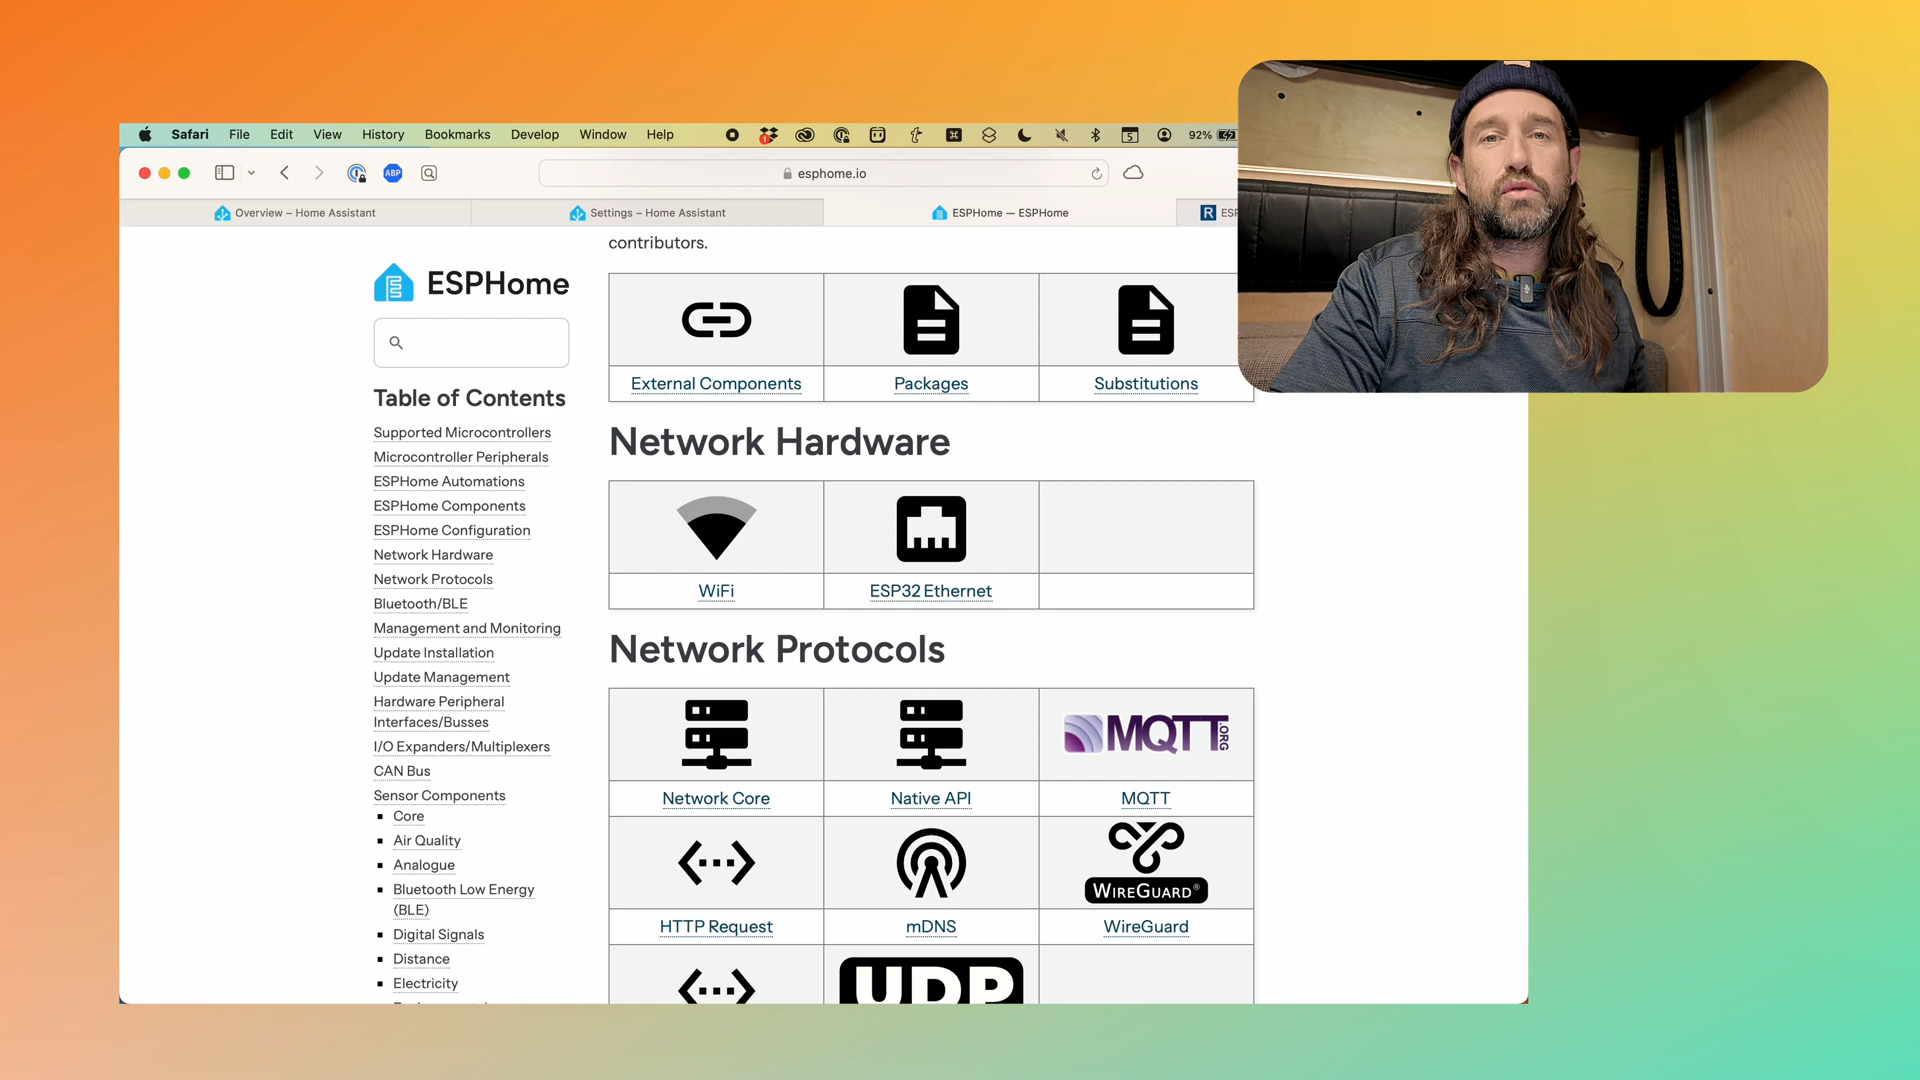 Safari File Edit View History Bookmarks Develop Window Help 5 92%
ABP esphome.io
Overview – Home Assistant Settings – Home Assistant ESPHome — ESPHome R
contributors.
ESPHome
External Components Packages Substitutions
Table of Contents
Supported Microcontrollers
Microcontroller Peripherals
ESPHome Automations
ESPHome Components
ESPHome Configuration
Network Hardware
Network Protocols
Bluetooth/BLE
Management and Monitoring
Update Installation
Update Management
Hardware Peripheral
Interfaces/Busses
I/O Expanders/Multiplexers
CAN Bus
Sensor Components
Core
Air Quality
Analogue
Bluetooth Low Energy
(BLE)
Digital Signals
Distance
Electricity
Network Hardware
WiFi ESP32 Ethernet
Network Protocols
MQTT.ORG
Network Core Native API MQTT
WIREGUARD®
HTTP Request mDNS WireGuard
UDP